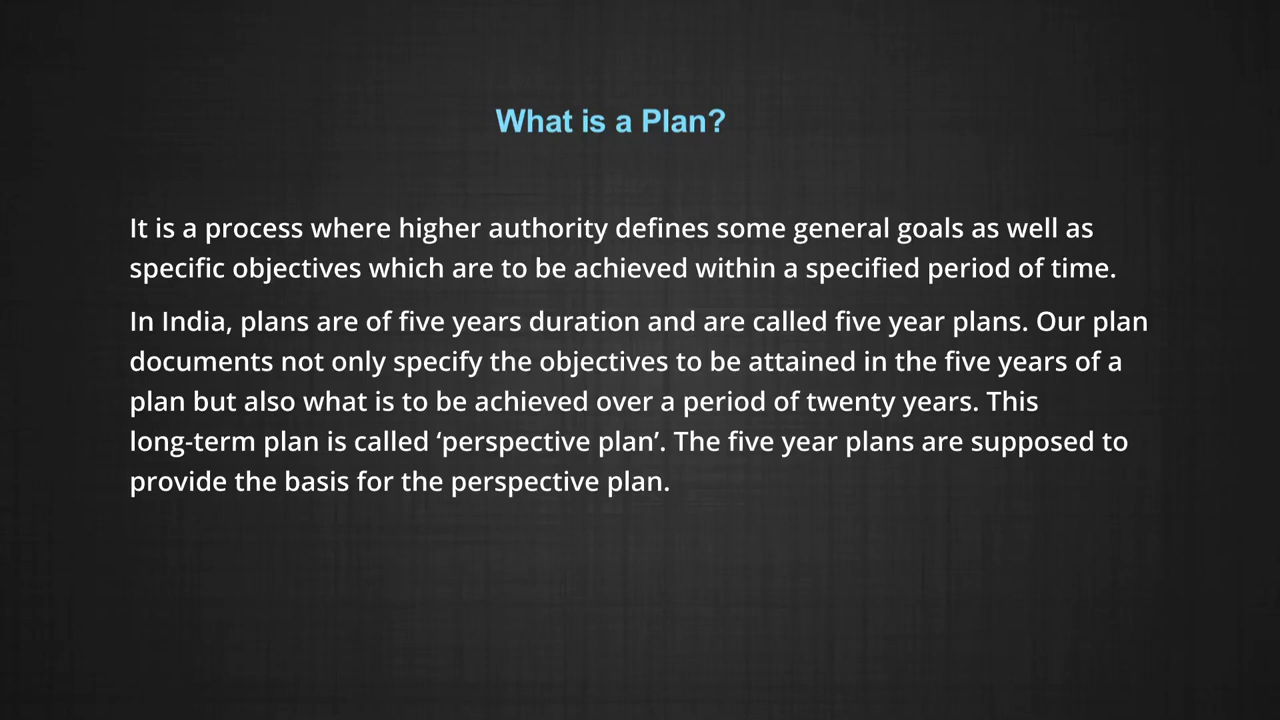 What is a Plan?
It is a process where higher authority defines some general goals as well as
specific objectives which are to be achieved within a specified period of time.
In India, plans are of five years duration and are called five year plans. Our plan
documents not only specify the objectives to be attained in the five years of a
plan but also what is to be achieved over a period of twenty years. This
long-term plan is called ‘perspective plan’. The five year plans are supposed to
provide the basis for the perspective plan.